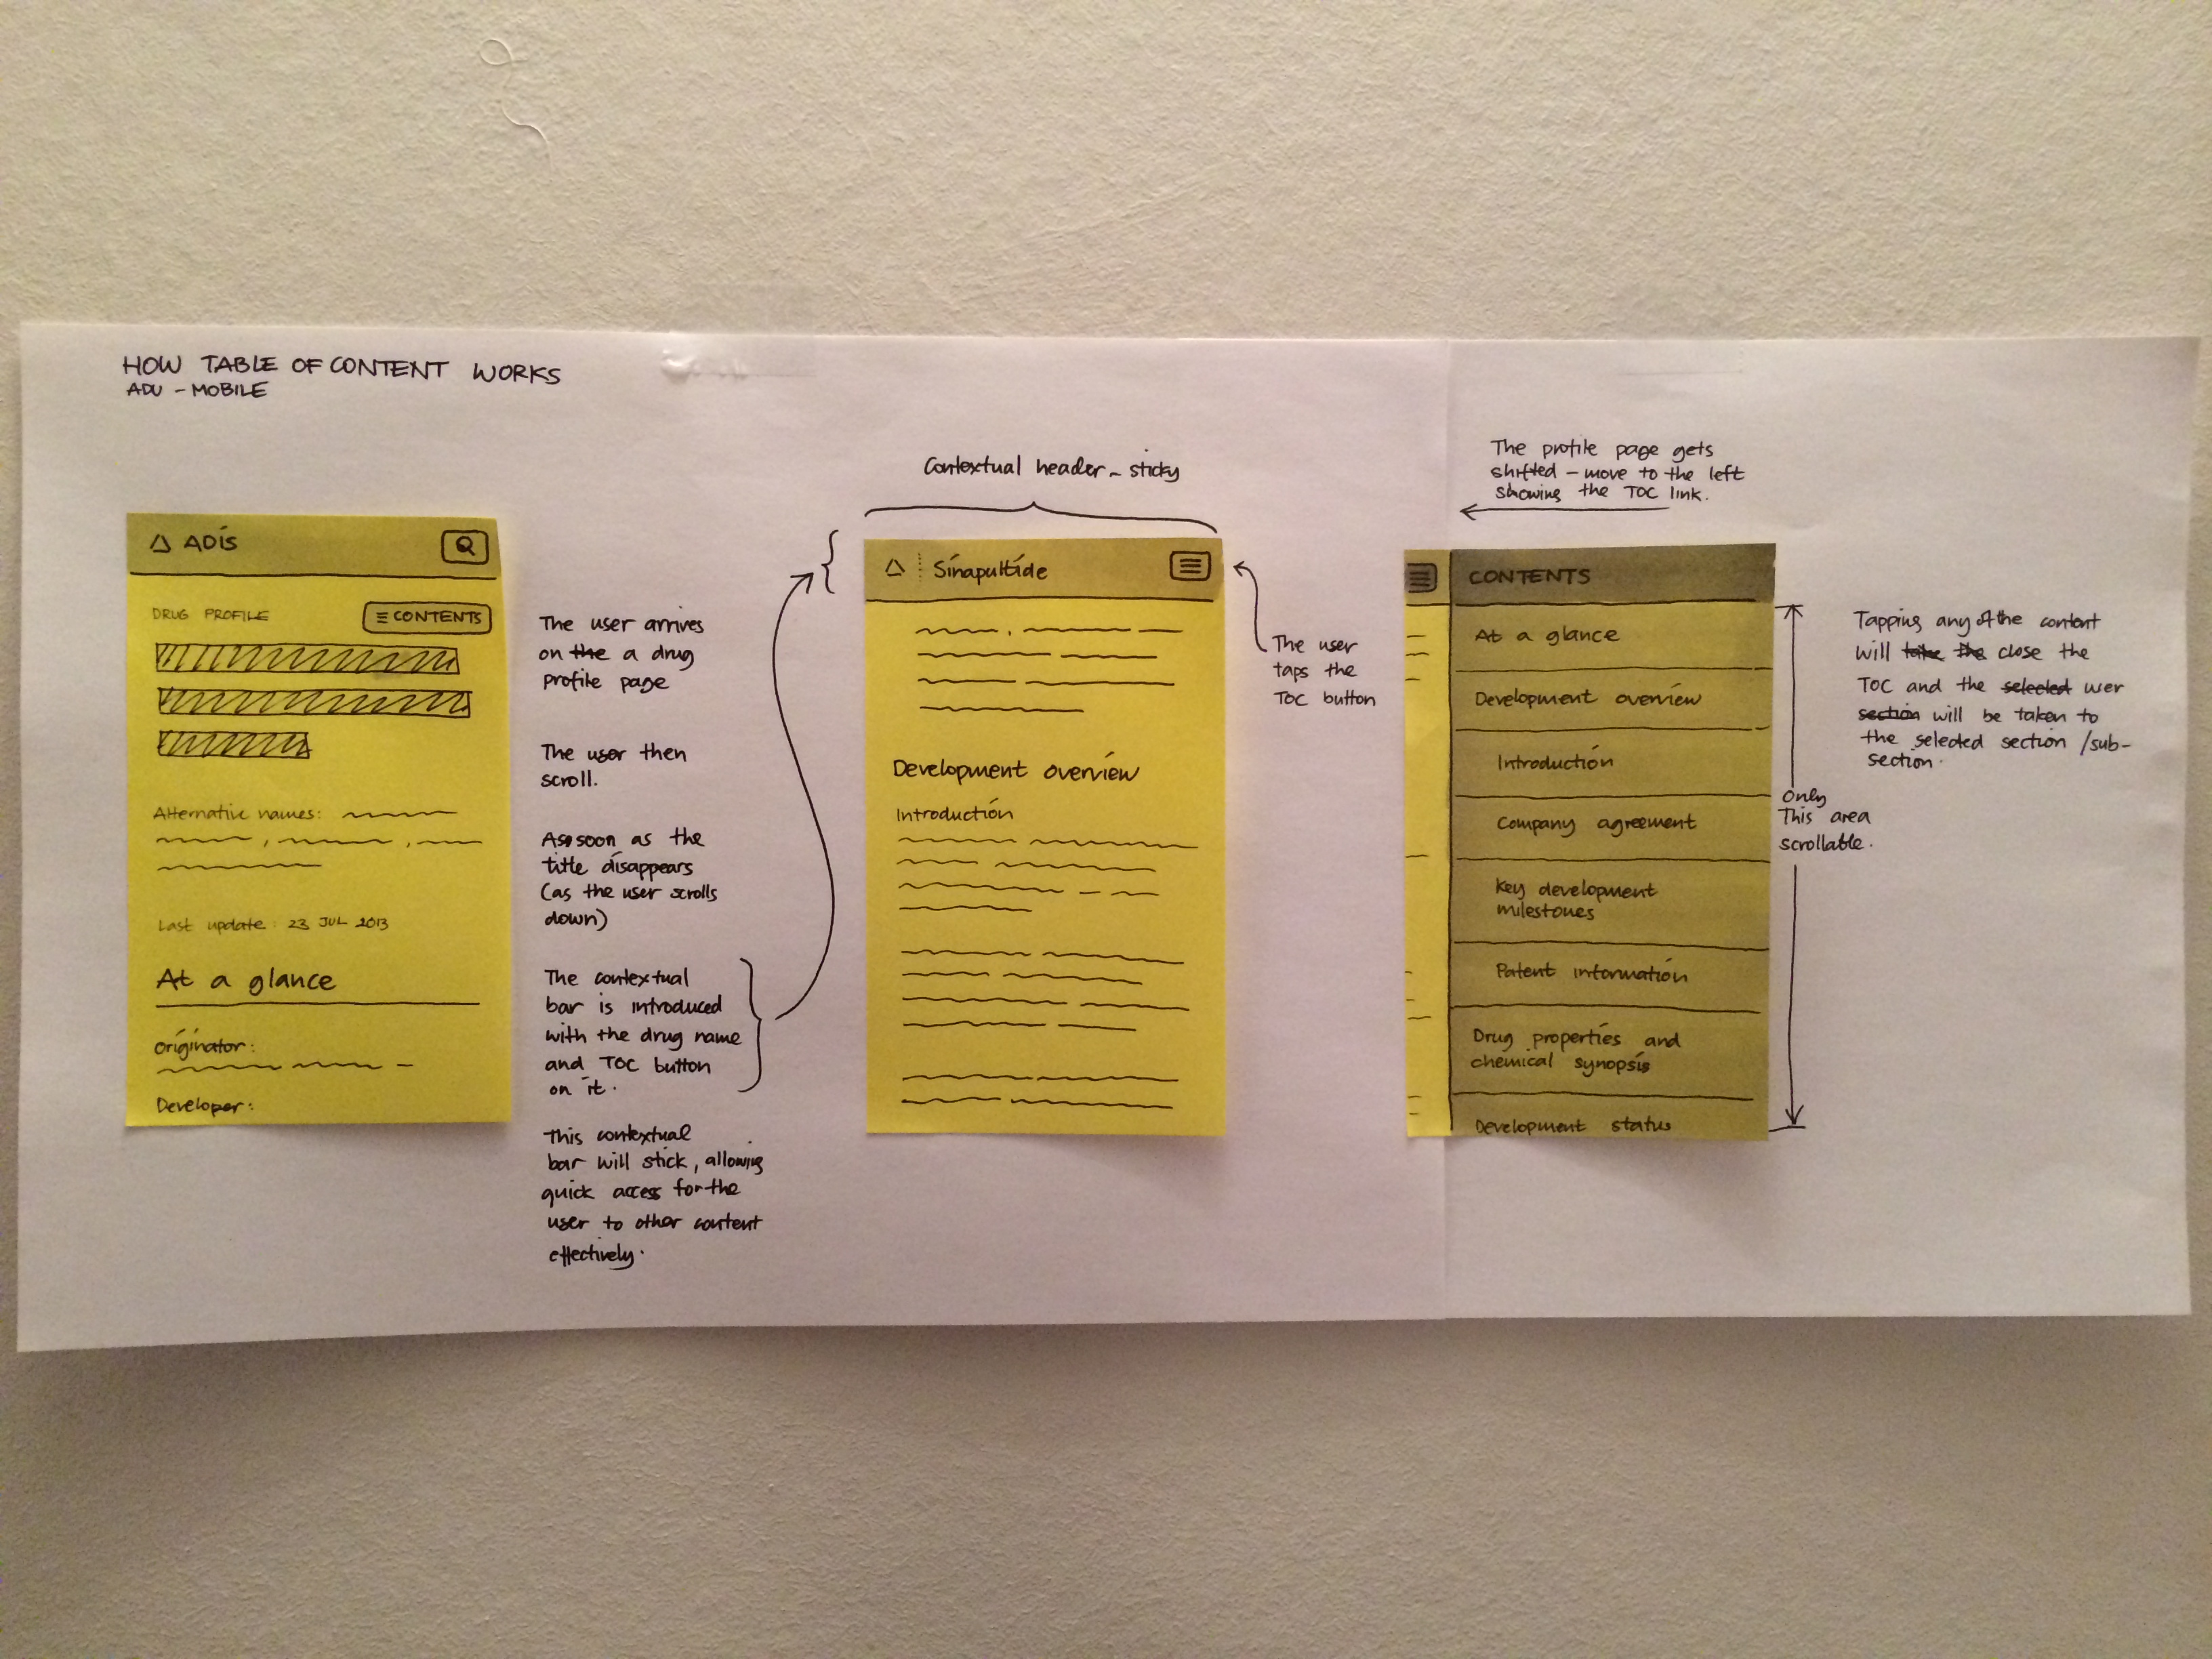 HOW TABLE OF CONTENT WORKS
ADU - MOBILE
ADIS
DRUG PROFILE
CONTENTS
Alternative names:
Last update: 23 JUL 2013
At a glance
Originator:
Developer:
The user arrives
on the a drug
profile page
The user then
scroll.
As soon as the
title disappears
(as the user scrolls
down)
The contextual
bar is introduced
with the drug name
and TOC button
on it.
This contextual
bar will stick, allowing
quick access for the
user to other content
effectively.
Contextual header - sticky
Sinapultide
Development overview
Introduction
The user
taps the
TOC button
The profile page gets
shifted - move to the left
showing the TOC link.
CONTENTS
At a glance
Development overview
Introduction
Company agreement
Key development
milestones
Patent information
Drug properties and
chemical synopsis
Development status
Only
This area
scrollable.
Tapping any of the content
will take the close the
TOC and the selected user
section will be taken to
the selected section /sub-
section.